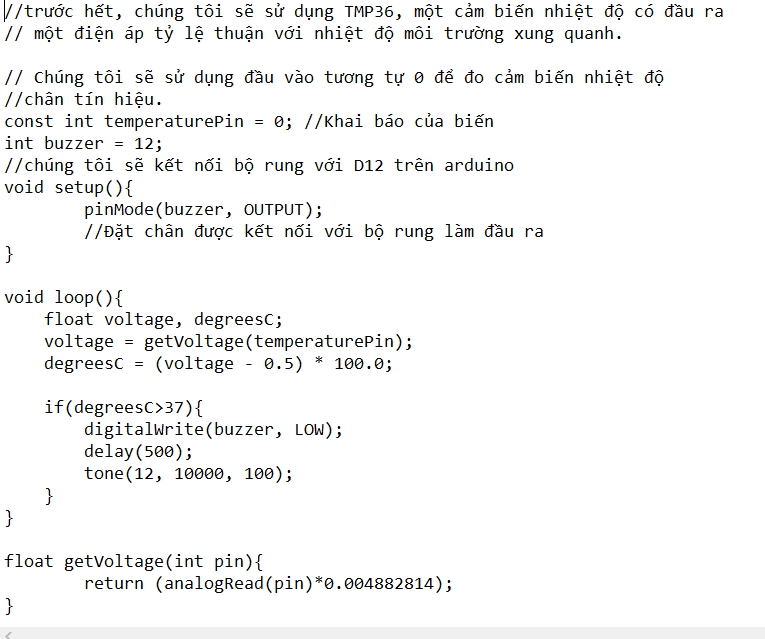 //trước hết, chúng tôi sẽ sử dụng TMP36, một cảm biến nhiệt độ có đầu ra
// một điện áp tỷ lệ thuận với nhiệt độ môi trường xung quanh.

// Chúng tôi sẽ sử dụng đầu vào tương tự 0 để đo cảm biến nhiệt độ
//chân tín hiệu.
const int temperaturePin = 0; //Khai báo của biến
int buzzer = 12;
//chúng tôi sẽ kết nối bộ rung với D12 trên arduino
void setup(){
        pinMode(buzzer, OUTPUT);
        //Đặt chân được kết nối với bộ rung làm đầu ra
}

void loop(){
    float voltage, degreesC;
    voltage = getVoltage(temperaturePin);
    degreesC = (voltage - 0.5) * 100.0;

    if(degreesC>37){
        digitalWrite(buzzer, LOW);
        delay(500);
        tone(12, 10000, 100);
    }
}

float getVoltage(int pin){
        return (analogRead(pin)*0.004882814);
}